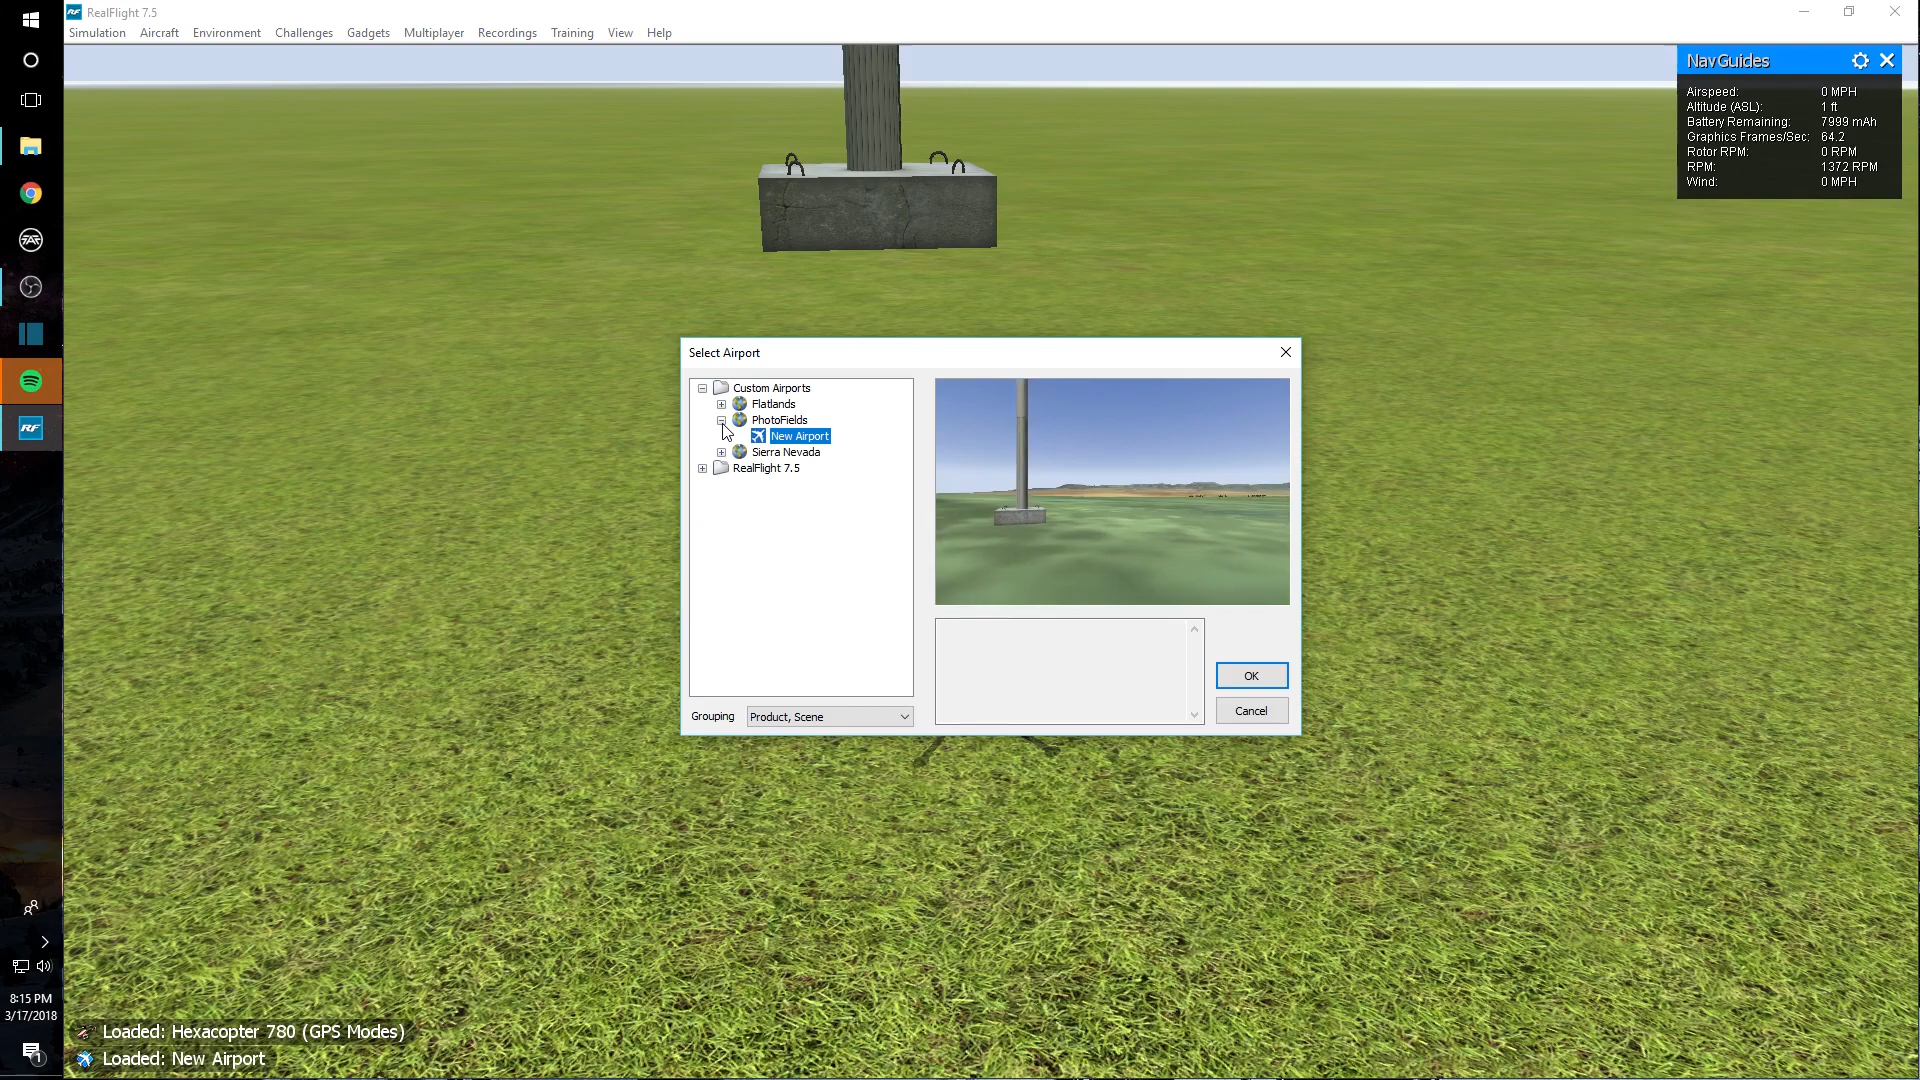 RF RealFlight 7.5
Simulation Aircraft Environment Challenges Gadgets Multiplayer Recordings Training View Help
NavGuides
Airspeed: 0 MPH
Altitude (ASL): 1 ft
Battery Remaining: 7999 mAh
Graphics Frames/Sec: 64.2
Rotor RPM: 0 RPM
RPM: 1372 RPM
Wind: 0 MPH
Select Airport
Custom Airports
Flatlands
PhotoFields
New Airport
Sierra Nevada
RealFlight 7.5
Grouping Product, Scene
OK
Cancel
RF
8:15 PM
3/17/2018
1
Loaded: Hexacopter 780 (GPS Modes)
Loaded: New Airport